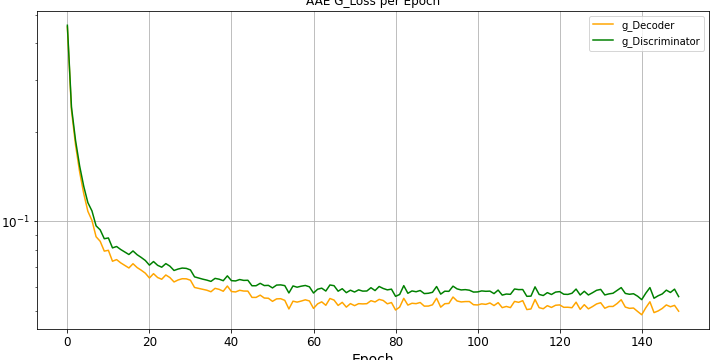 AAE G_Loss per Epoch
g_Decoder
g_Discriminator
10⁻¹
0 20 40 60 80 100 120 140
Epoch